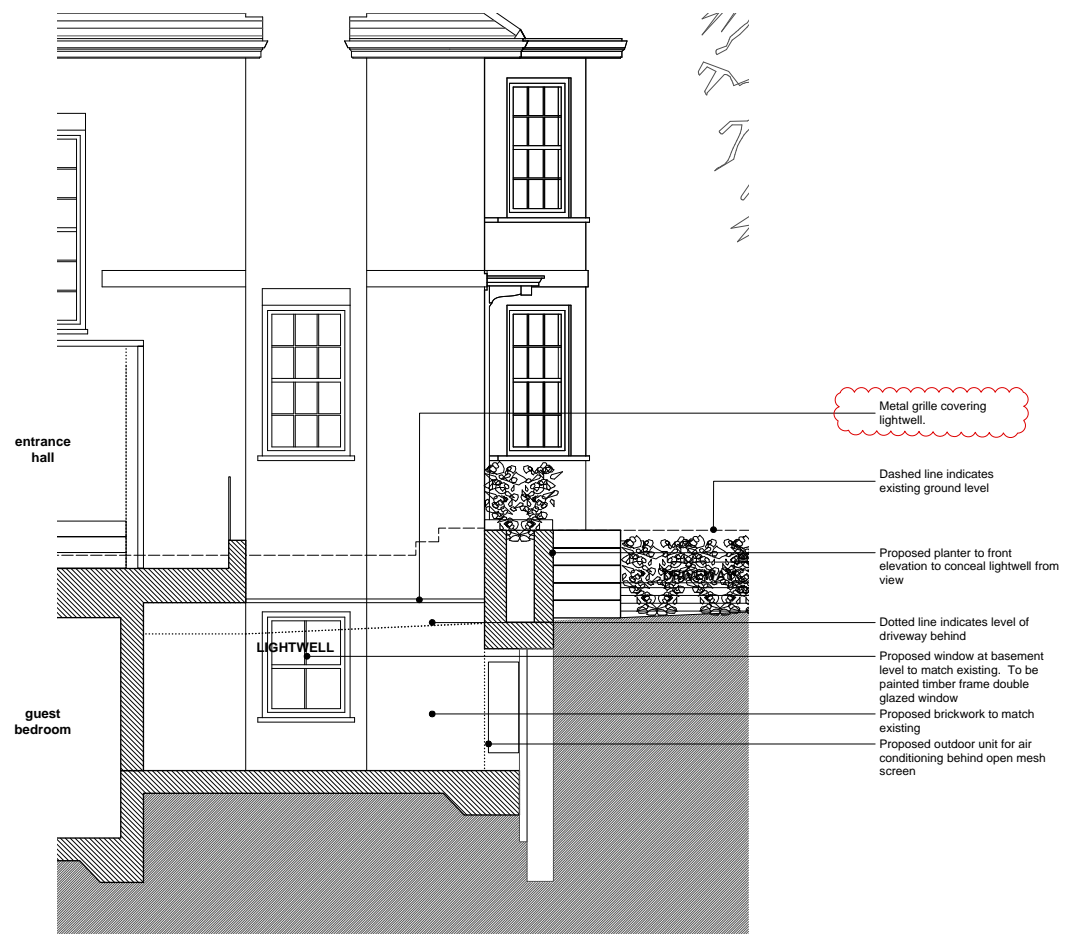 Metal grille covering
lightwell.
entrance
hall
Dashed line indicates
existing ground level
Proposed planter to front
elevation to conceal lightwell from
view
DRIVEWAY
Dotted line indicates level of
driveway behind
LIGHTWELL
Proposed window at basement
level to match existing.  To be
painted timber frame double
glazed window
guest
bedroom
Proposed brickwork to match
existing
Proposed outdoor unit for air
conditioning behind open mesh
screen